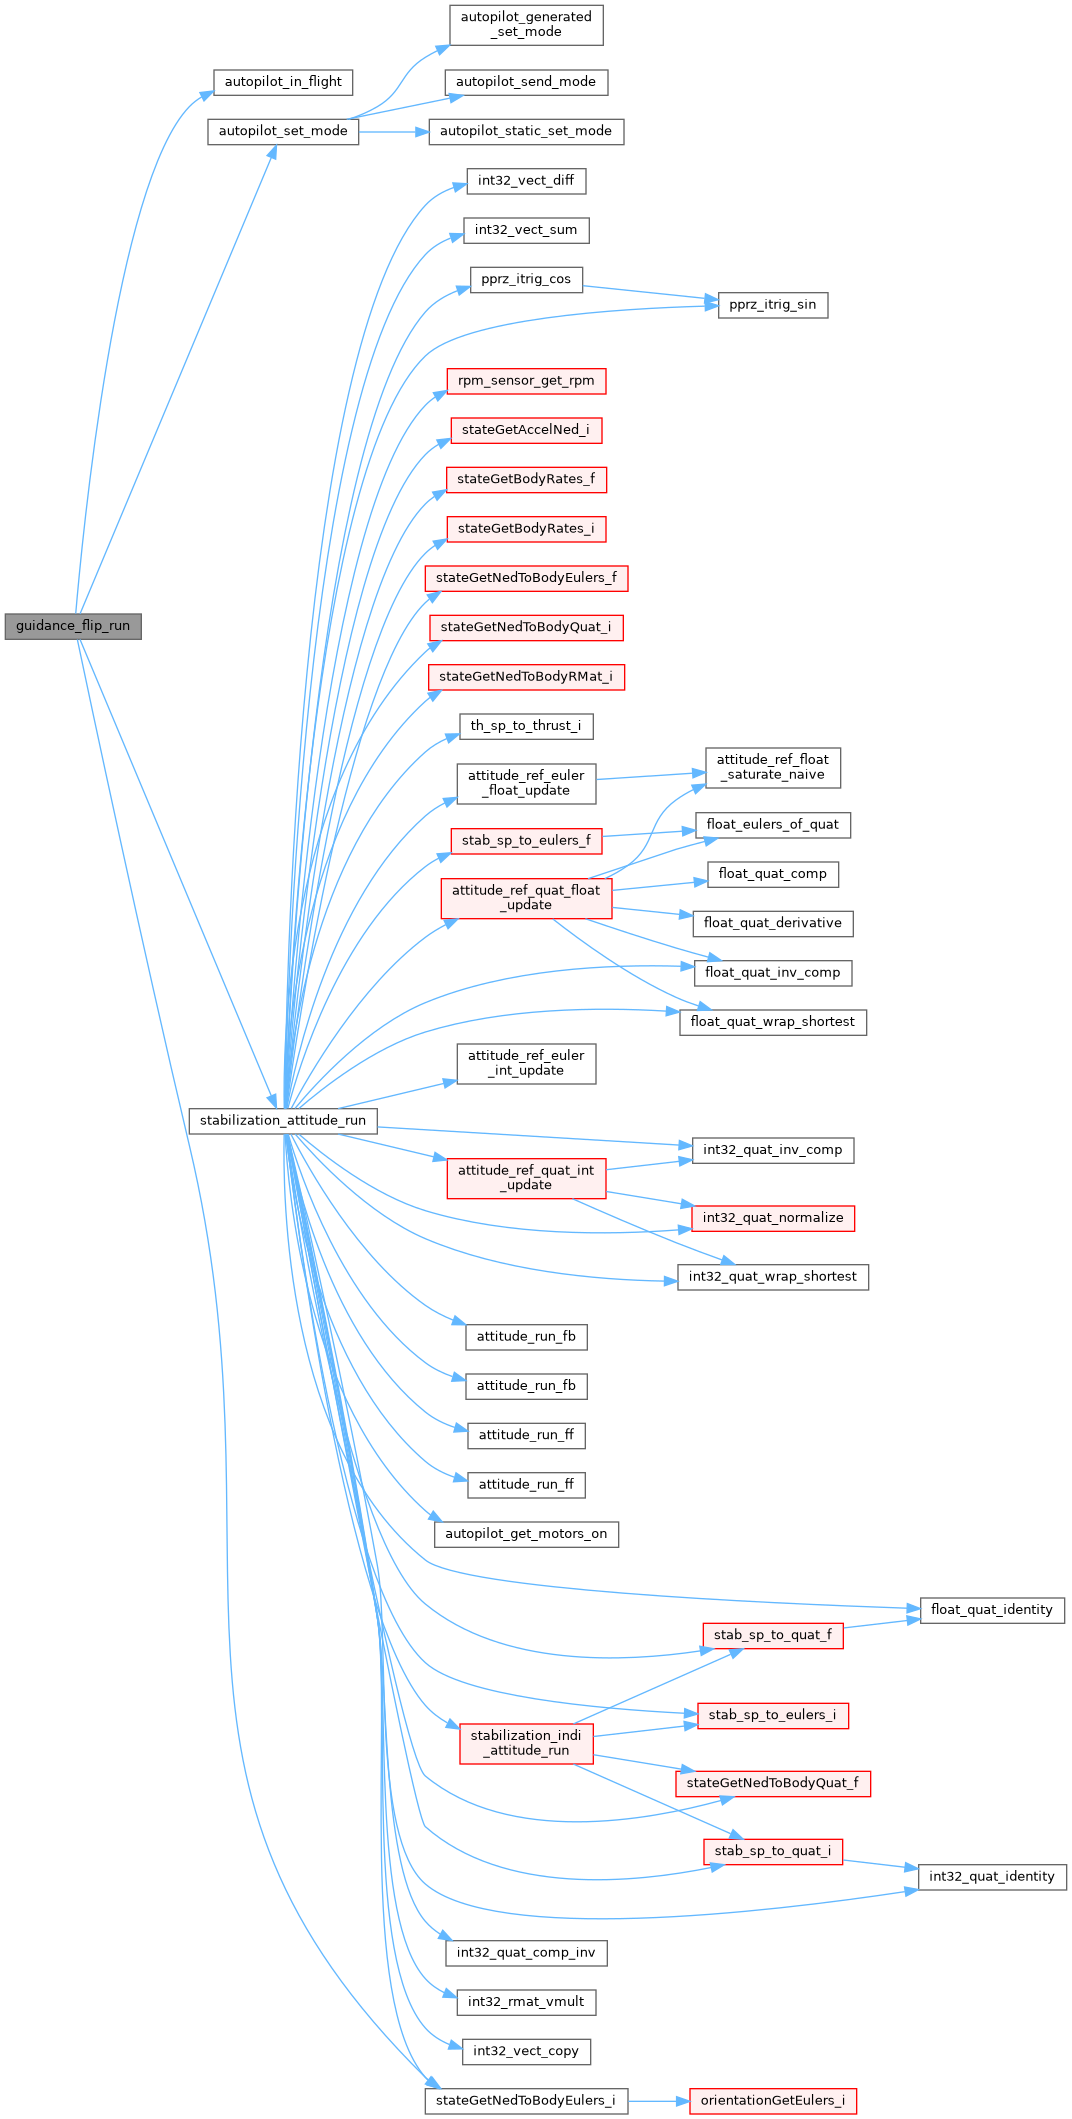 autopilot_generated
_set_mode
autopilot_in_flight
autopilot_send_mode
autopilot_set_mode
autopilot_static_set_mode
int32_vect_diff
int32_vect_sum
pprz_itrig_cos
pprz_itrig_sin
rpm_sensor_get_rpm
stateGetAccelNed_i
stateGetBodyRates_f
stateGetBodyRates_i
stateGetNedToBodyEulers_f
guidance_flip_run
stateGetNedToBodyQuat_i
stateGetNedToBodyRMat_i
th_sp_to_thrust_i
attitude_ref_euler
_float_update
attitude_ref_float
_saturate_naive
stab_sp_to_eulers_f
float_eulers_of_quat
attitude_ref_quat_float
_update
float_quat_comp
float_quat_derivative
float_quat_inv_comp
float_quat_wrap_shortest
attitude_ref_euler
_int_update
stabilization_attitude_run
int32_quat_inv_comp
attitude_ref_quat_int
_update
int32_quat_normalize
int32_quat_wrap_shortest
attitude_run_fb
attitude_run_fb
attitude_run_ff
attitude_run_ff
autopilot_get_motors_on
float_quat_identity
stab_sp_to_quat_f
stab_sp_to_eulers_i
stabilization_indi
_attitude_run
stateGetNedToBodyQuat_f
stab_sp_to_quat_i
int32_quat_identity
int32_quat_comp_inv
int32_rmat_vmult
int32_vect_copy
stateGetNedToBodyEulers_i
orientationGetEulers_i